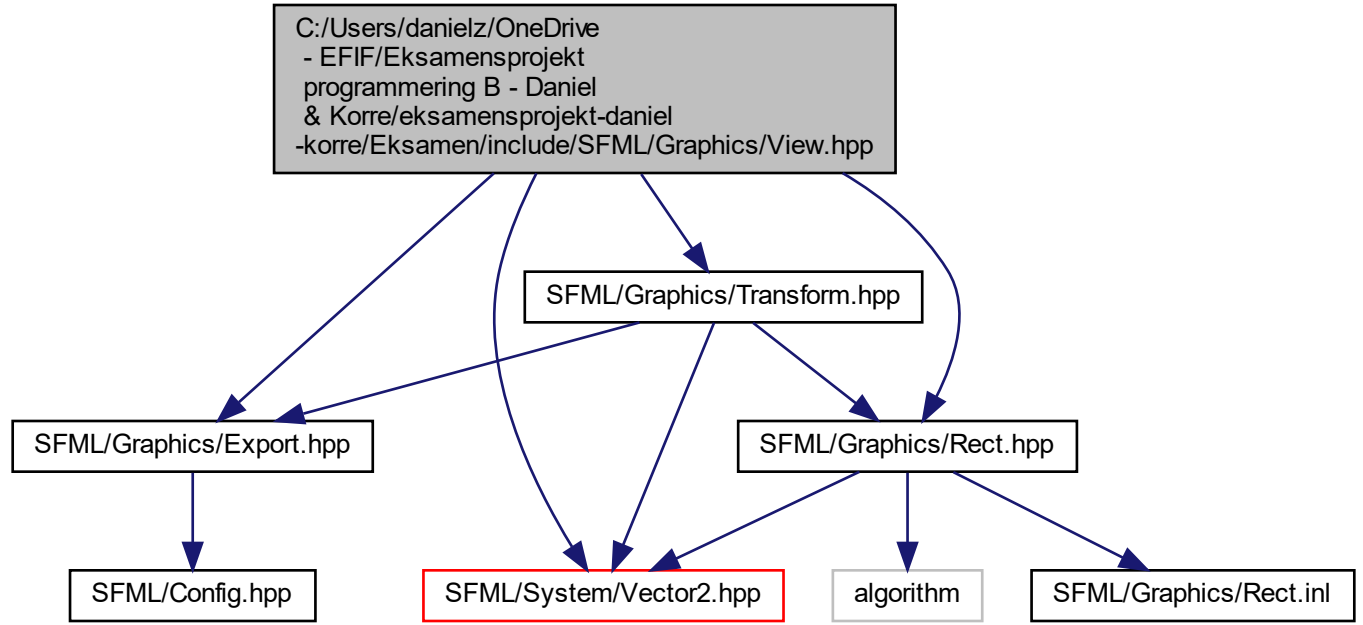 C:/Users/danielz/OneDrive
- EFIF/Eksamensprojekt
programmering B - Daniel
& Korre/eksamensprojekt-daniel
-korre/Eksamen/include/SFML/Graphics/View.hpp
SFML/Graphics/Transform.hpp
SFML/Graphics/Export.hpp
SFML/Graphics/Rect.hpp
SFML/Config.hpp
SFML/System/Vector2.hpp
algorithm
SFML/Graphics/Rect.inl